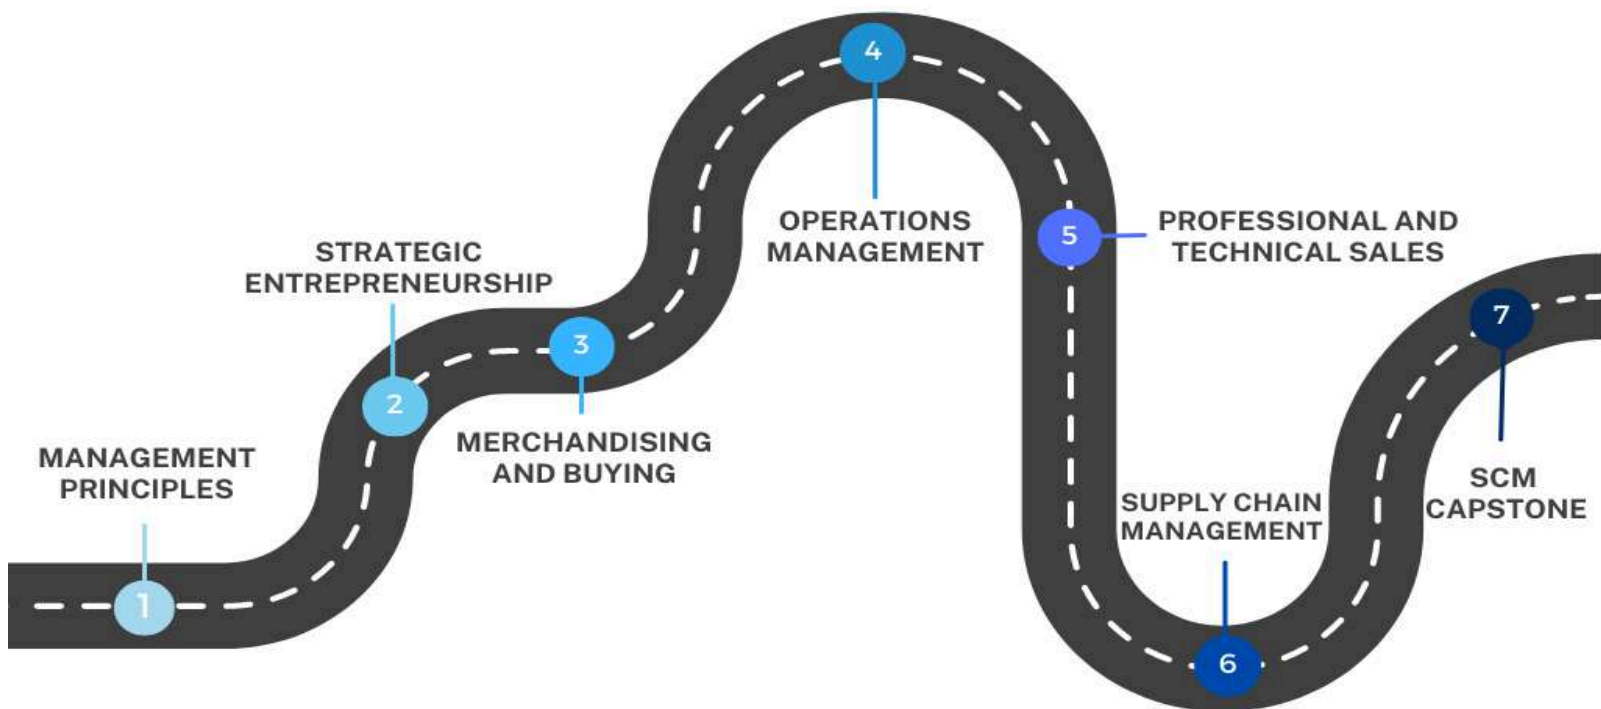 1
MANAGEMENT
PRINCIPLES
2
STRATEGIC
ENTREPRENEURSHIP
3
MERCHANDISING
AND BUYING
4
OPERATIONS
MANAGEMENT
5
PROFESSIONAL AND
TECHNICAL SALES
6
SUPPLY CHAIN
MANAGEMENT
7
SCM
CAPSTONE